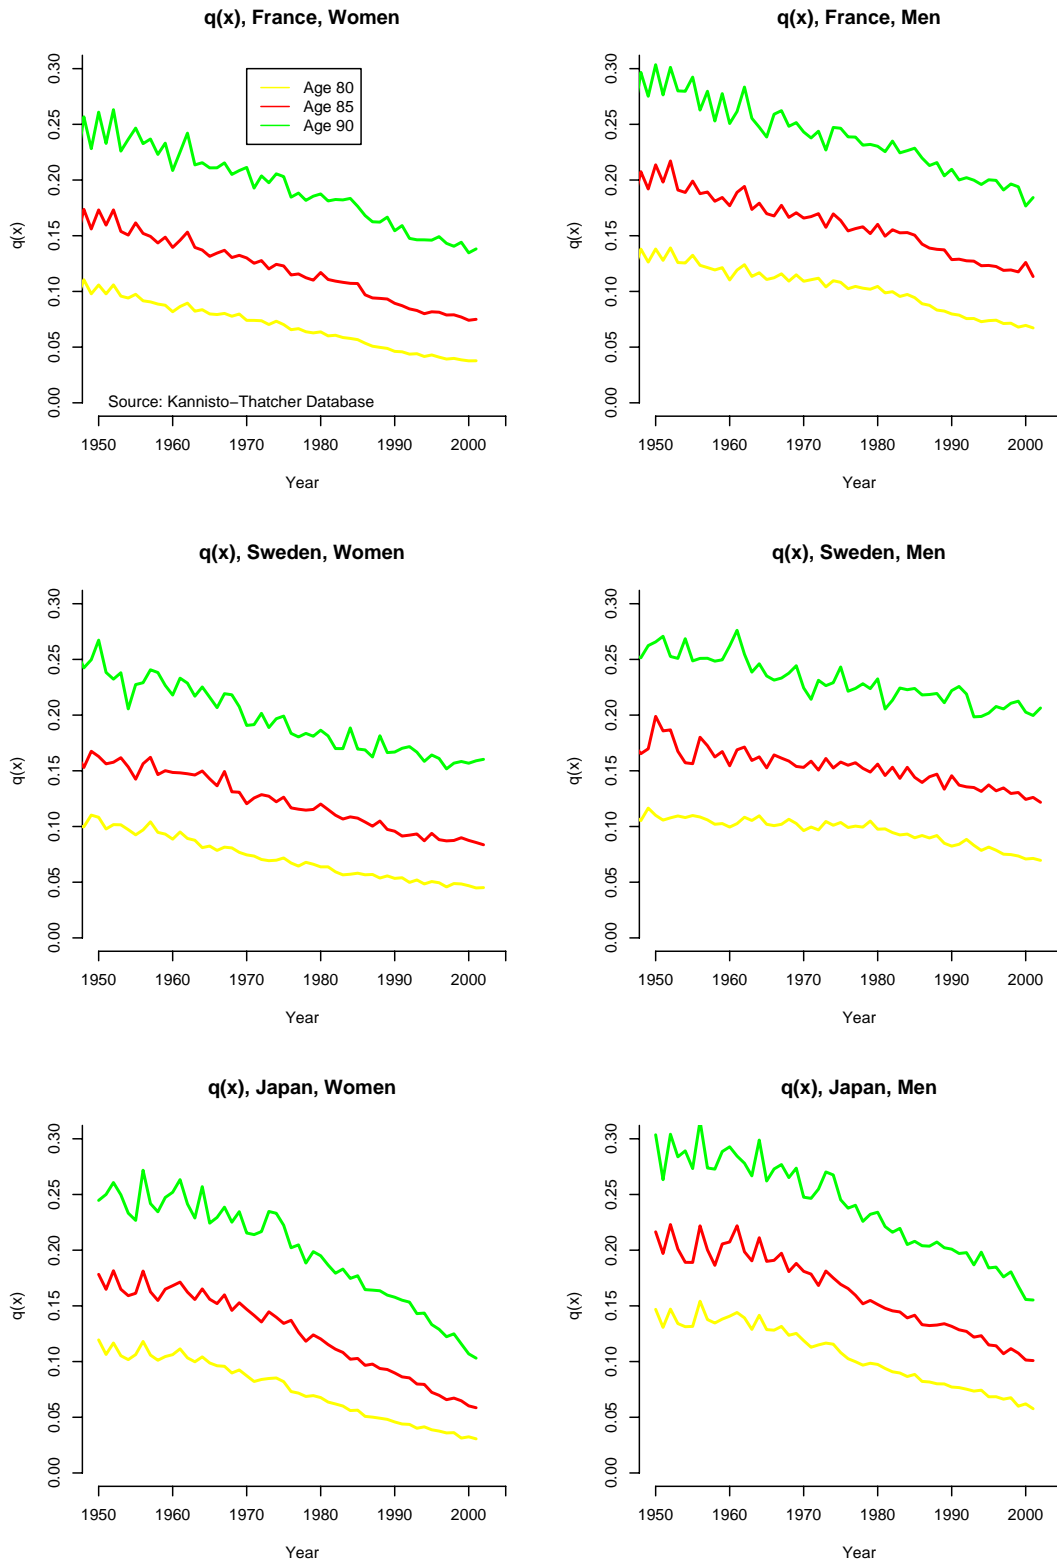 q(x), France, Women
q(x)
0.00 0.05 0.10 0.15 0.20 0.25 0.30
Age 80
Age 85
Age 90
Source: Kannisto−Thatcher Database
1950 1960 1970 1980 1990 2000
Year
q(x), France, Men
q(x)
0.00 0.05 0.10 0.15 0.20 0.25 0.30
1950 1960 1970 1980 1990 2000
Year
q(x), Sweden, Women
q(x)
0.00 0.05 0.10 0.15 0.20 0.25 0.30
1950 1960 1970 1980 1990 2000
Year
q(x), Sweden, Men
q(x)
0.00 0.05 0.10 0.15 0.20 0.25 0.30
1950 1960 1970 1980 1990 2000
Year
q(x), Japan, Women
q(x)
0.00 0.05 0.10 0.15 0.20 0.25 0.30
1950 1960 1970 1980 1990 2000
Year
q(x), Japan, Men
q(x)
0.00 0.05 0.10 0.15 0.20 0.25 0.30
1950 1960 1970 1980 1990 2000
Year